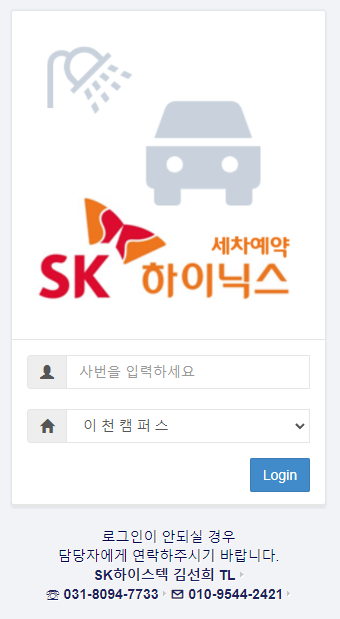 세차예약
SK 하이닉스
사번을 입력하세요
이 천 캠 퍼 스
Login
로그인이 안되실 경우
담당자에게 연락하주시기 바랍니다.
SK하이스텍 김선희 TL
031-8094-7733 010-9544-2421